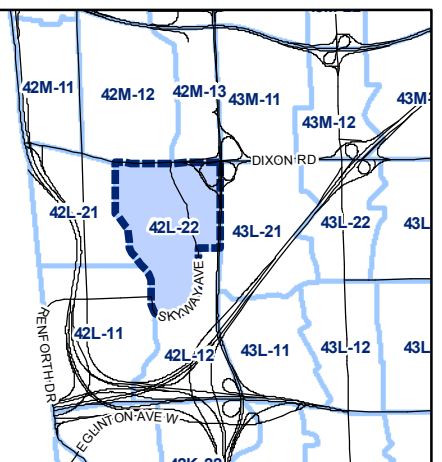 42M-11
42M-12
42M-13
43M-11
43M-12
DIXON RD
42L-21
42L-22
43L-21
43L-22
43L
SKYWAY AVE
RENFORTH DR
42L-11
42L-12
43L-11
43L-12
43L
EGLINTON AVE W